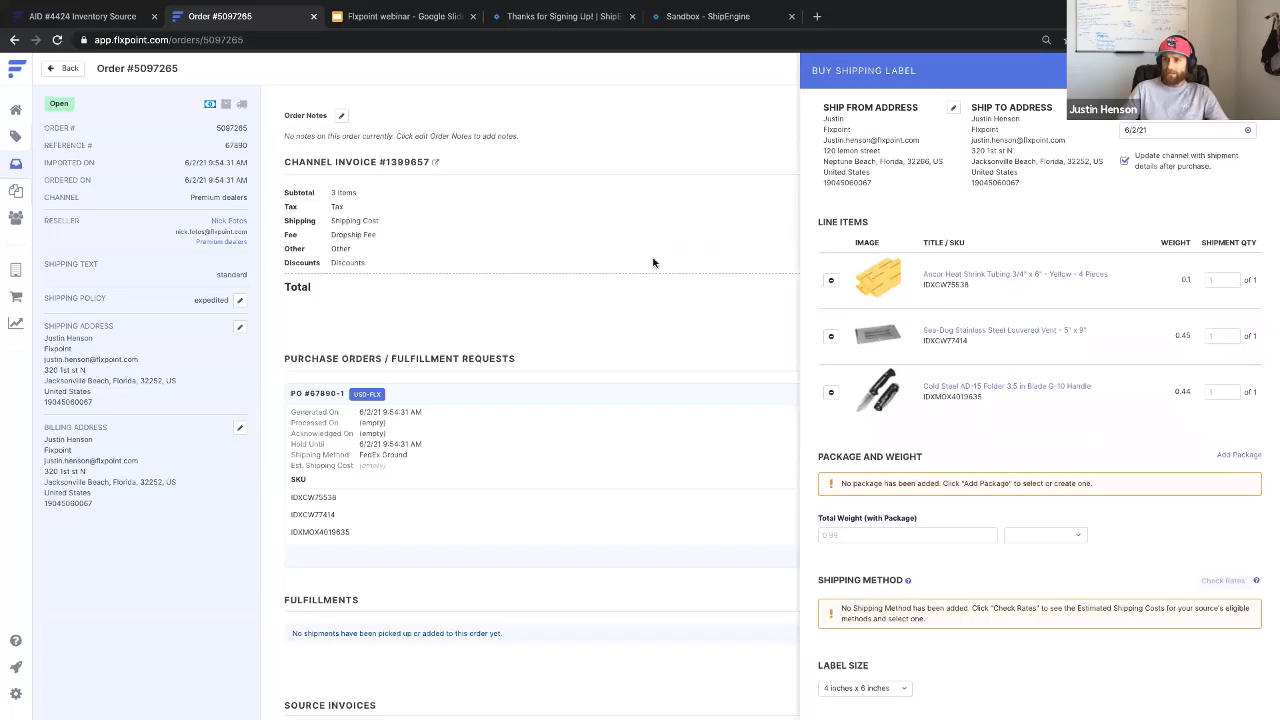 AID #4424 Inventory Source
Order #5097265
Flxpoint webinar - Google Slid
Thanks for Signing Up! | ShipE
Sandbox - ShipEngine
app.flxpoint.com/orders/5097265
Back
Order #5097265
BUY SHIPPING LABEL
Justin Henson
Open
ORDER # 5097265
REFERENCE # 67890
IMPORTED ON 6/2/21 9:54:31 AM
ORDERED ON 6/2/21 9:54:31 AM
CHANNEL Premium dealers
RESELLER Nick Fotos
nick.fotos@flxpoint.com
Premium dealers
SHIPPING TEXT
standard
SHIPPING POLICY expedited
SHIPPING ADDRESS
Justin Henson
Flxpoint
justin.henson@flxpoint.com
320 1st st N
Jacksonville Beach, Florida, 32252, US
United States
19045060067
BILLING ADDRESS
Justin Henson
Flxpoint
justin.henson@flxpoint.com
320 1st st N
Jacksonville Beach, Florida, 32252, US
United States
19045060067
Order Notes
No notes on this order currently. Click edit Order Notes to add notes.
CHANNEL INVOICE #1399657
Subtotal 3 Items
Tax Tax
Shipping Shipping Cost
Fee Dropship Fee
Other Other
Discounts Discounts
Total
PURCHASE ORDERS / FULFILLMENT REQUESTS
PO #67890-1 USD-FLX
Generated On 6/2/21 9:54:31 AM
Processed On (empty)
Acknowledged On (empty)
Hold Until 6/2/21 9:54:31 AM
Shipping Method FedEx Ground
Est. Shipping Cost (empty)
SKU
IDXCW75538
IDXCW77414
IDXMOX4019635
FULFILLMENTS
No shipments have been picked up or added to this order yet.
SOURCE INVOICES
SHIP FROM ADDRESS
Justin
Flxpoint
Justin.henson@flxpoint.com
120 lemon street
Neptune Beach, Florida, 32266, US
United States
19045060067
SHIP TO ADDRESS
Justin Henson
Flxpoint
justin.henson@flxpoint.com
320 1st st N
Jacksonville Beach, Florida, 32252, US
United States
19045060067
6/2/21
Update channel with shipment
details after purchase.
LINE ITEMS
IMAGE TITLE / SKU WEIGHT SHIPMENT QTY
Ancor Heat Shrink Tubing 3/4" x 6" - Yellow - 4 Pieces
IDXCW75538
0.1 1 of 1
Sea-Dog Stainless Steel Louvered Vent - 5" x 9"
IDXCW77414
0.45 1 of 1
Cold Steel AD-15 Folder 3.5 in Blade G-10 Handle
IDXMOX4019635
0.44 1 of 1
PACKAGE AND WEIGHT Add Package
No package has been added. Click "Add Package" to select or create one.
Total Weight (with Package)
0.99
SHIPPING METHOD Check Rates
No Shipping Method has been added. Click "Check Rates" to see the Estimated Shipping Costs for your source's eligible
methods and select one.
LABEL SIZE
4 inches x 6 inches